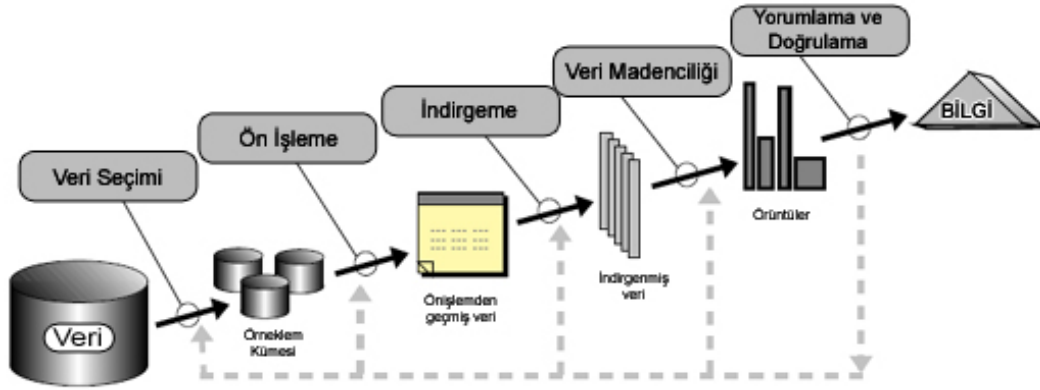 Yorumlama ve
Doğrulama
Veri Madenciliği
BİLGİ
İndirgeme
Ön İşleme
Veri Seçimi
Örüntüler
İndirgenmiş
veri
Önişlemden
geçmiş veri
Veri
Örneklem
Kümesi